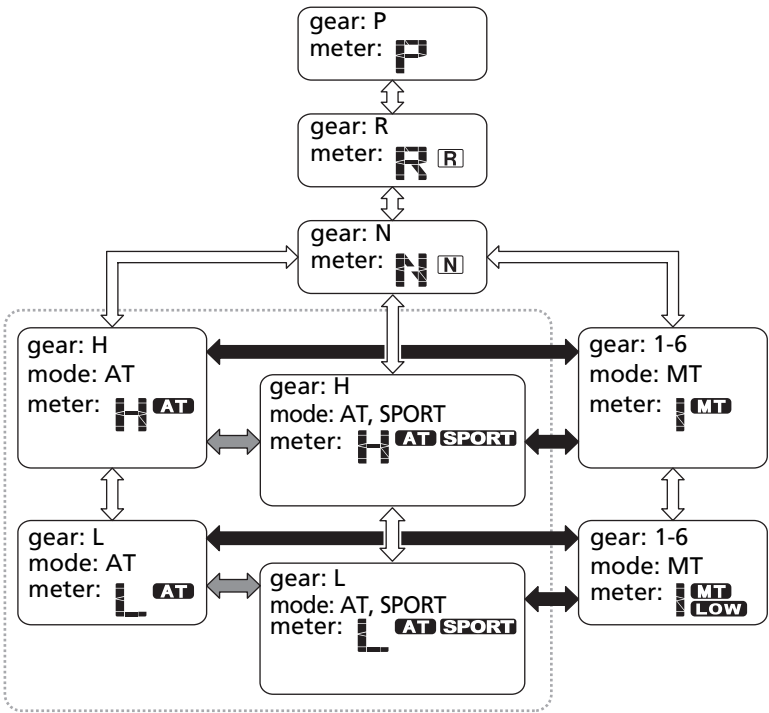 gear: P
meter: P
gear: R
meter: R R
gear: N
meter: N N
gear: H
mode: AT
meter: H AT
gear: H
mode: AT, SPORT
meter: H AT SPORT
gear: 1-6
mode: MT
meter: 1 MT
gear: L
mode: AT
meter: L AT
gear: L
mode: AT, SPORT
meter: L AT SPORT
gear: 1-6
mode: MT
meter: 1 MT
LOW